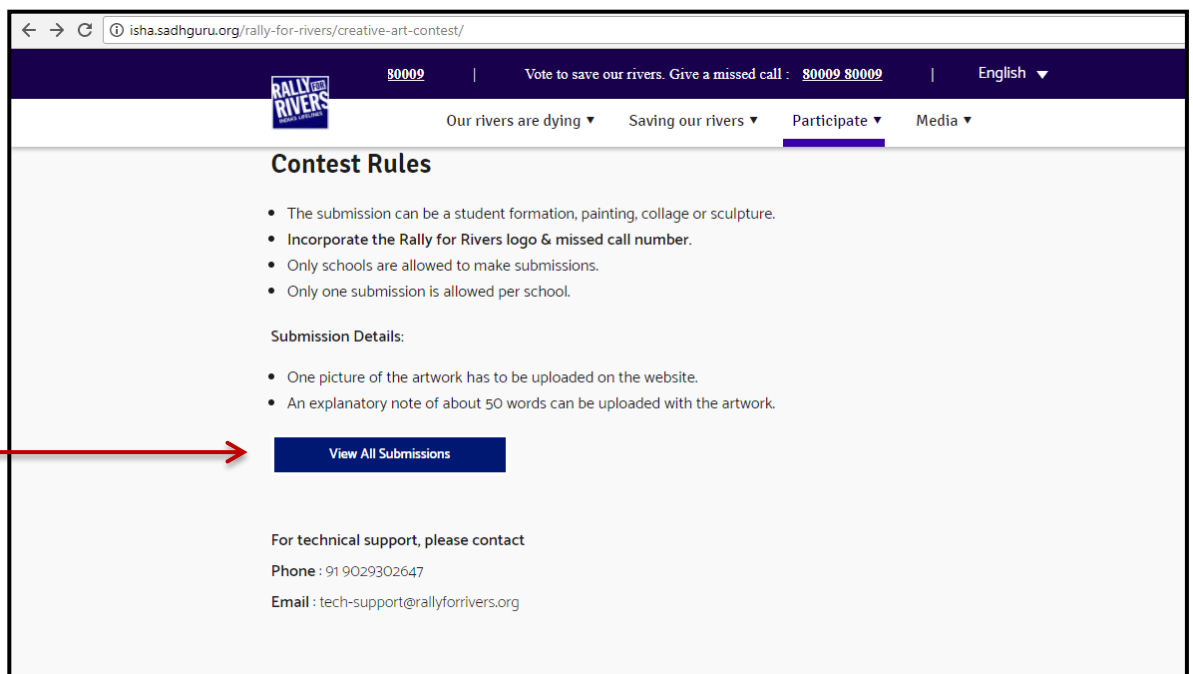 isha.sadhguru.org/rally-for-rivers/creative-art-contest/
80009 | Vote to save our rivers. Give a missed call : 80009 80009 | English ▼
RALLY FOR
RIVERS
INDIA'S LIFELINES
Our rivers are dying ▼ Saving our rivers ▼ Participate ▼ Media ▼
Contest Rules
• The submission can be a student formation, painting, collage or sculpture.
• Incorporate the Rally for Rivers logo & missed call number.
• Only schools are allowed to make submissions.
• Only one submission is allowed per school.
Submission Details:
• One picture of the artwork has to be uploaded on the website.
• An explanatory note of about 50 words can be uploaded with the artwork.
View All Submissions
For technical support, please contact
Phone : 91 9029302647
Email : tech-support@rallyforrivers.org